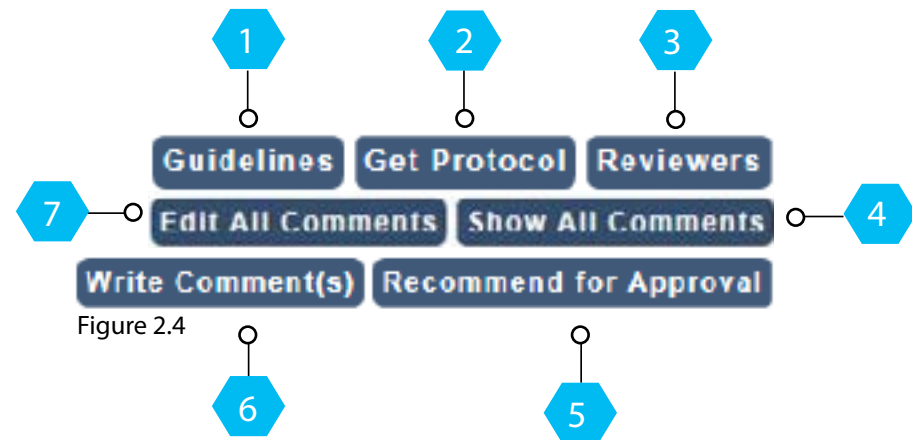 1 2 3
Guidelines Get Protocol Reviewers
7 Edit All Comments Show All Comments 4
Write Comment(s) Recommend for Approval
Figure 2.4
6 5